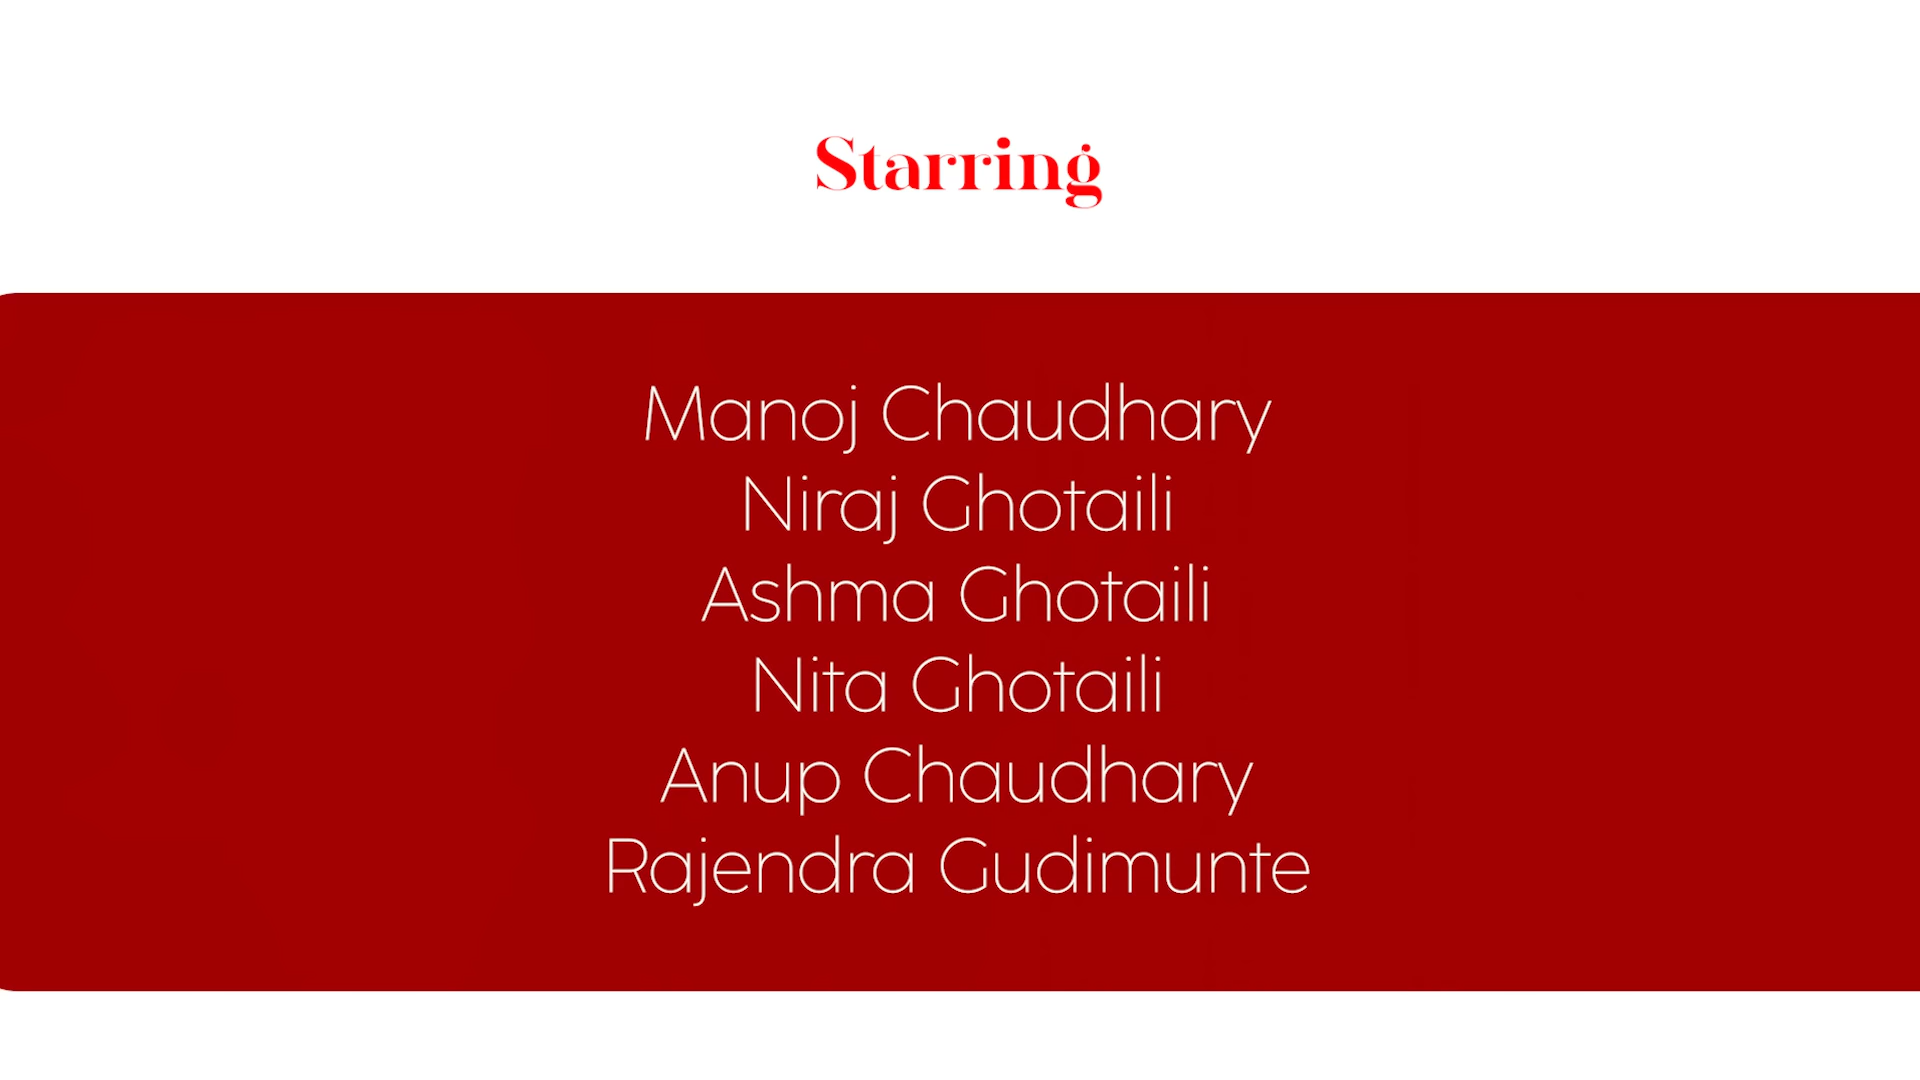 Starring
Manoj Chaudhary
Niraj Ghotaili
Ashma Ghotaili
Nita Ghotaili
Anup Chaudhary
Rajendra Gudimunte